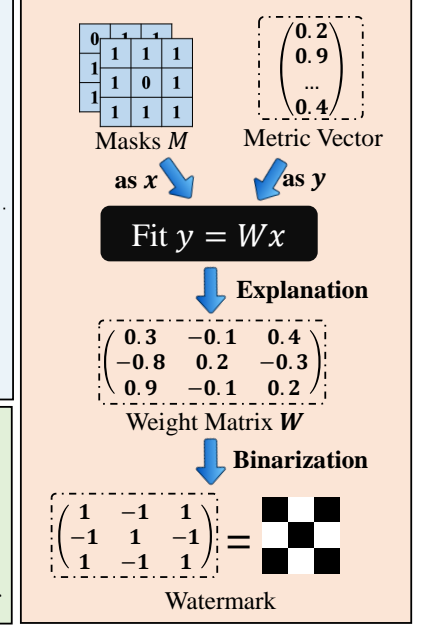 0 1 1
1
1
1 1 1
1 0 1
1 1 1
0.2
0.9
...
0.4
Masks M
Metric Vector
as x
as y
Fit y = Wx
Explanation
0.3 −0.1 0.4
−0.8 0.2 −0.3
0.9 −0.1 0.2
Weight Matrix W
Binarization
1 −1 1
−1 1 −1
1 −1 1
=
Watermark